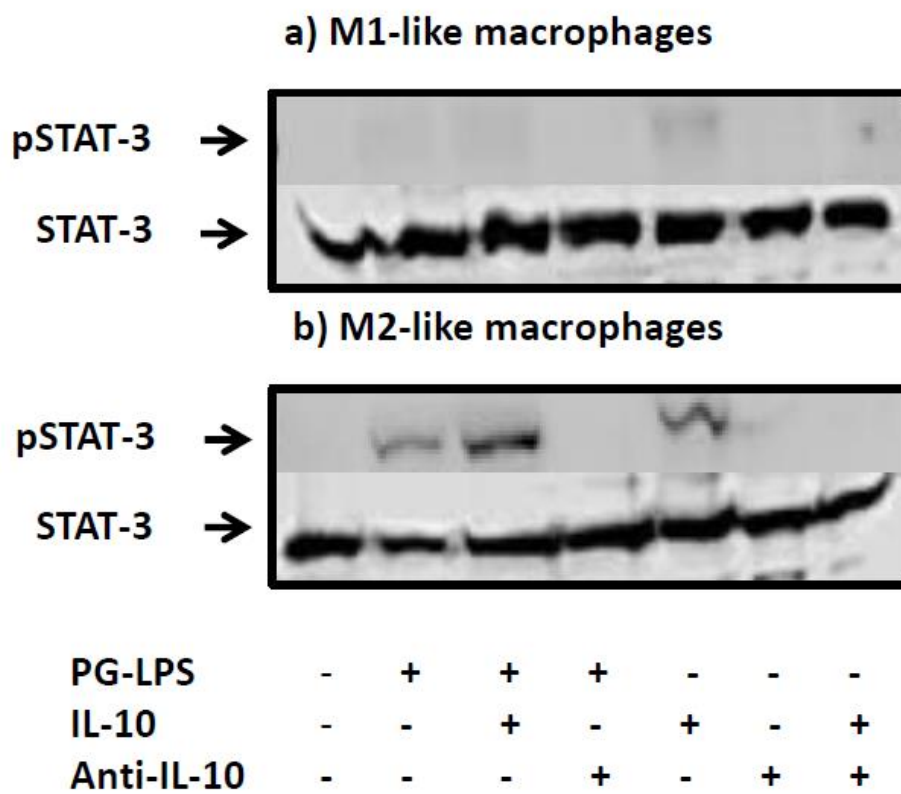 a) M1-like macrophages
pSTAT-3
STAT-3
b) M2-like macrophages
pSTAT-3
STAT-3
PG-LPS - + + + - - -
IL-10 - - + - + - +
Anti-IL-10 - - - + - + +